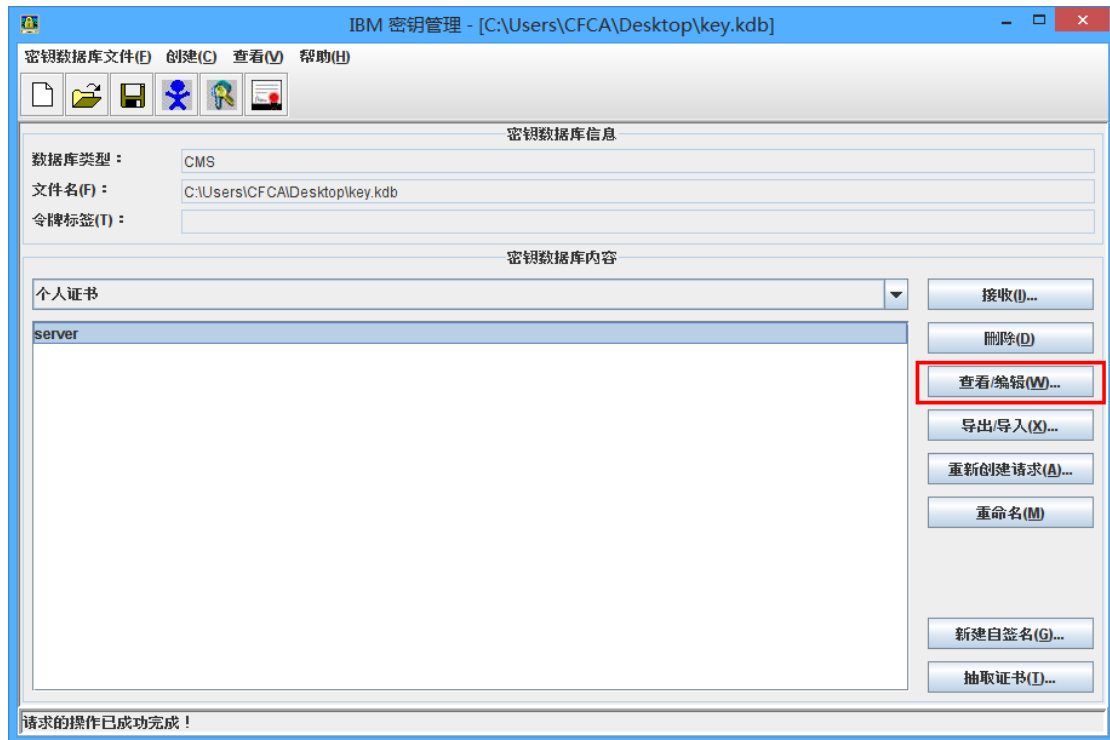 IBM 密钥管理 - [C:\Users\CFCA\Desktop\key.kdb]
密钥数据库文件(F) 创建(C) 查看(V) 帮助(H)
密钥数据库信息
数据库类型： CMS
文件名(F)： C:\Users\CFCA\Desktop\key.kdb
令牌标签(T)：
密钥数据库内容
个人证书
接收(I)...
server
删除(D)
查看/编辑(W)...
导出/导入(X)...
重新创建请求(A)...
重命名(M)
新建自签名(G)...
抽取证书(T)...
请求的操作已成功完成！